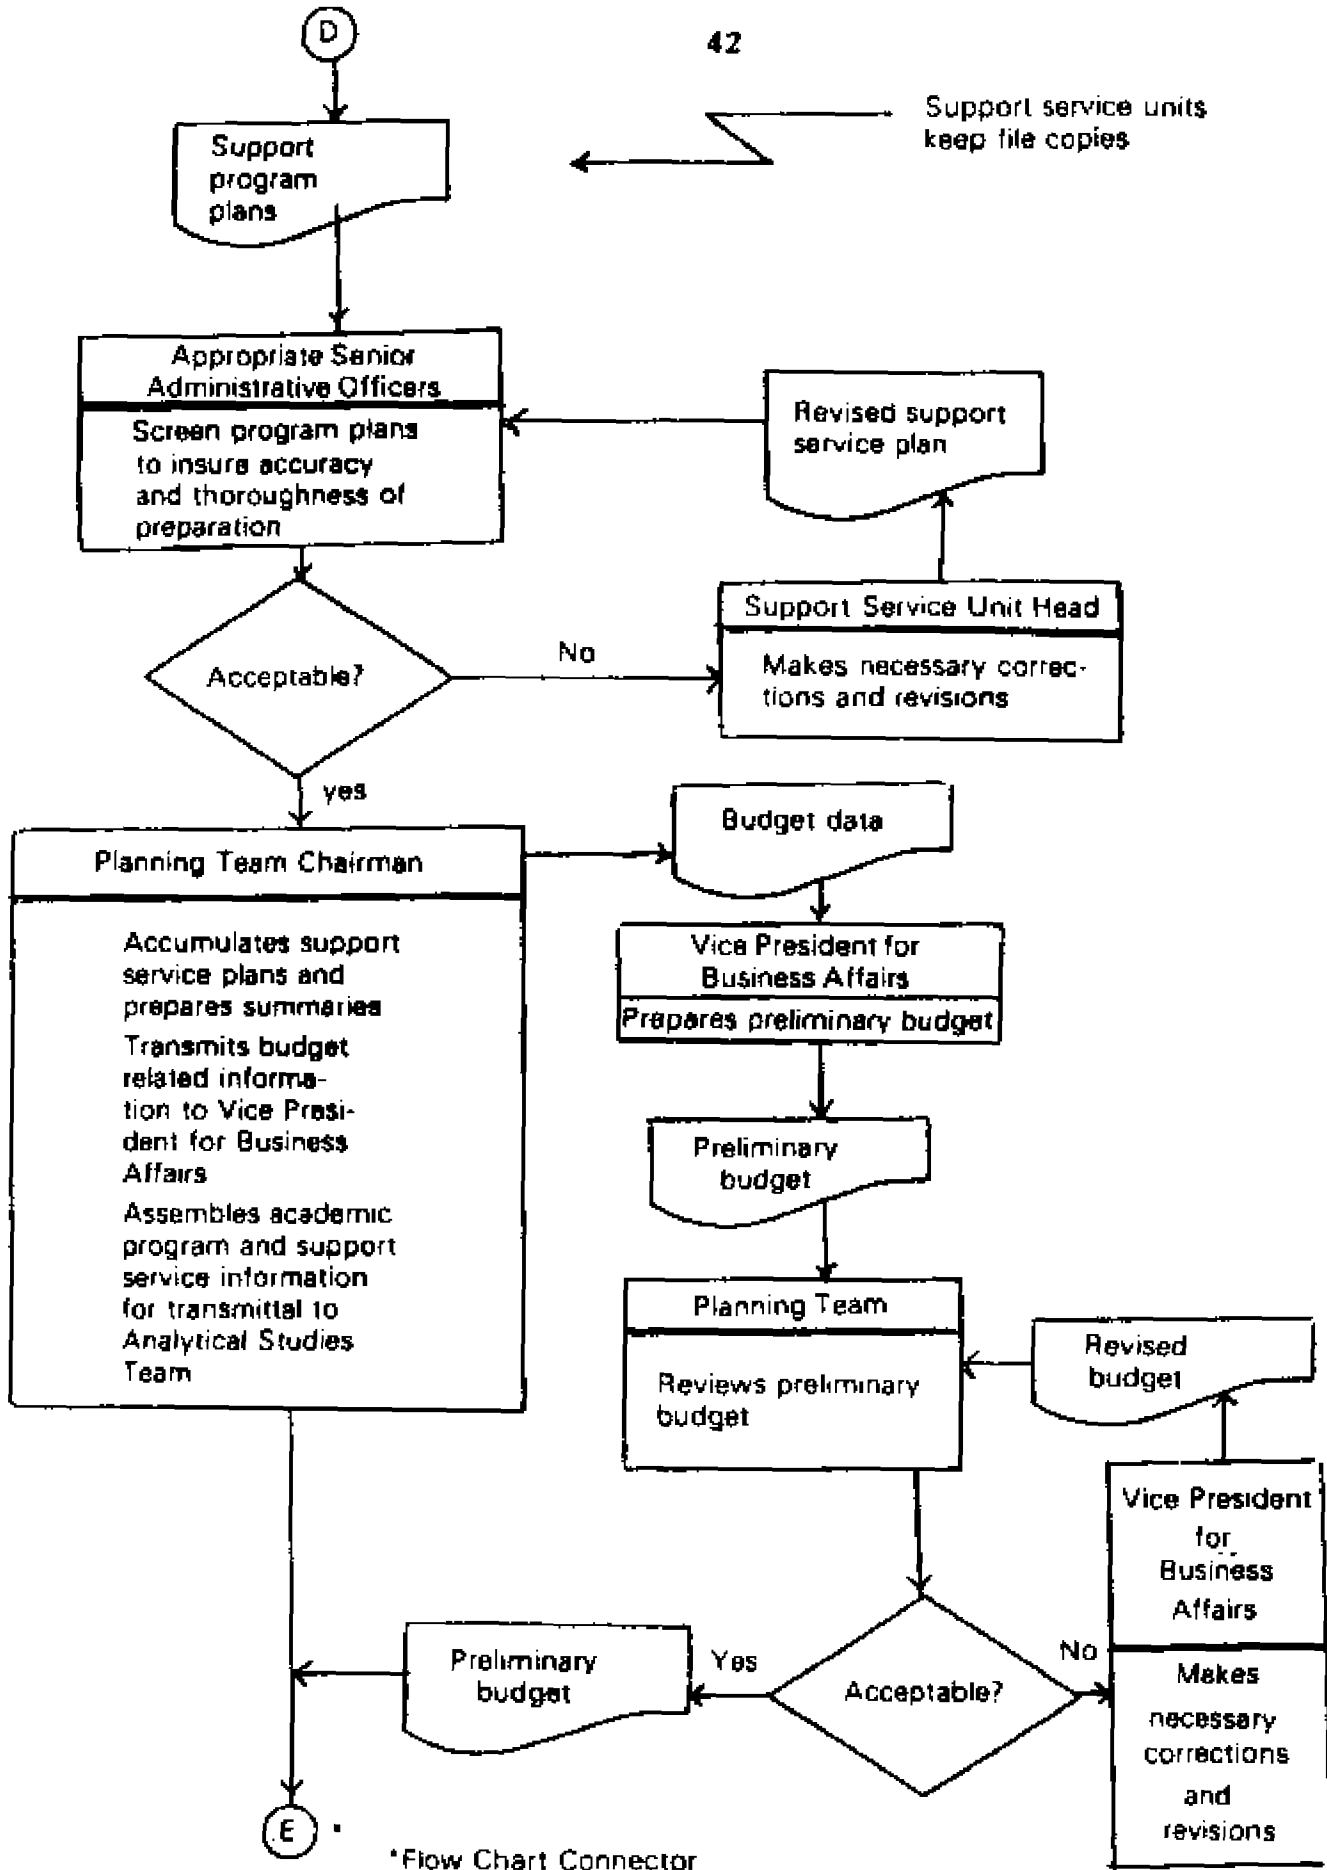 D
42
Support service units
keep file copies
Support
program
plans
Appropriate Senior
Administrative Officers
Screen program plans
to insure accuracy
and thoroughness of
preparation
Revised support
service plan
Support Service Unit Head
Makes necessary correc-
tions and revisions
Acceptable?
No
yes
Planning Team Chairman
Accumulates support
service plans and
prepares summaries
Transmits budget
related informa-
tion to Vice Presi-
dent for Business
Affairs
Assembles academic
program and support
service information
for transmittal to
Analytical Studies
Team
Budget data
Vice President for
Business Affairs
Prepares preliminary budget
Preliminary
budget
Planning Team
Reviews preliminary
budget
Revised
budget
Vice President
for
Business
Affairs
Makes
necessary
corrections
and
revisions
Acceptable?
No
Yes
Preliminary
budget
E *
*Flow Chart Connector